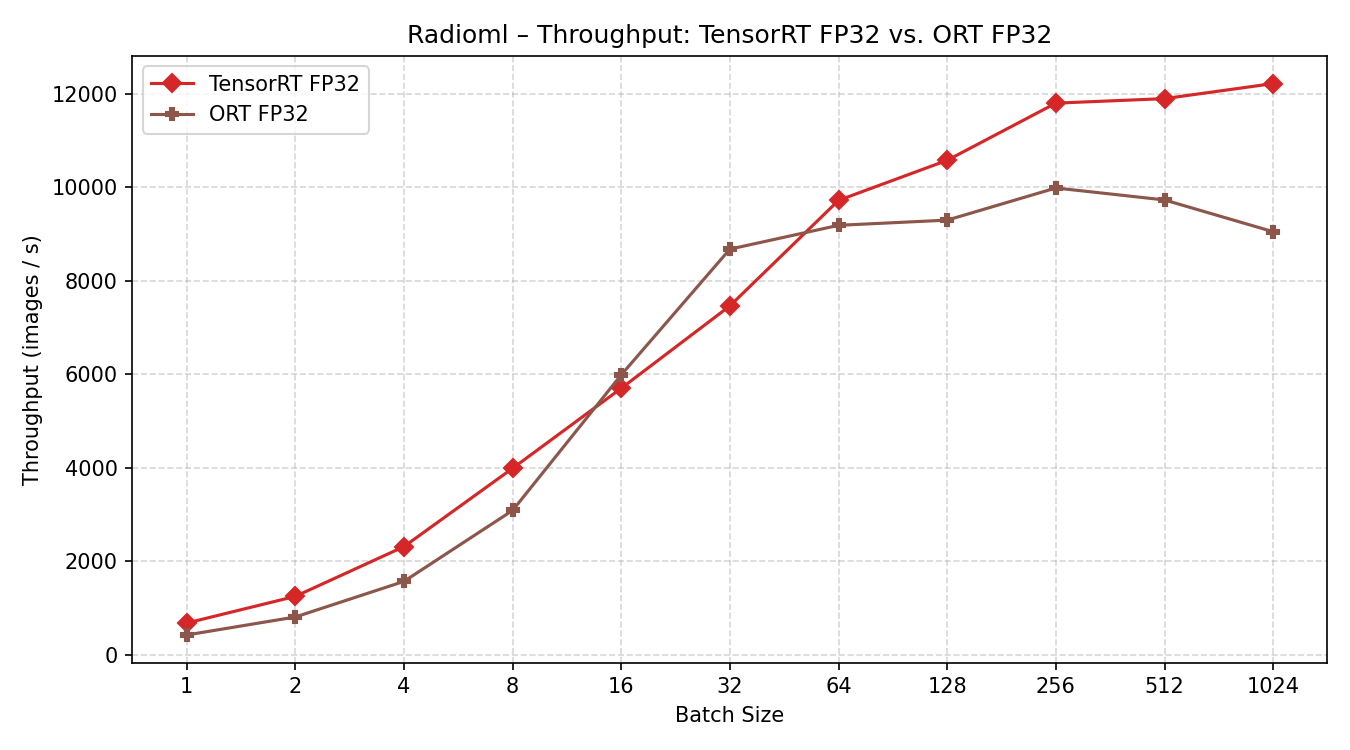 Radioml – Throughput: TensorRT FP32 vs. ORT FP32
TensorRT FP32
ORT FP32
Throughput (images / s)
12000
10000
8000
6000
4000
2000
0
1 2 4 8 16 32 64 128 256 512 1024
Batch Size